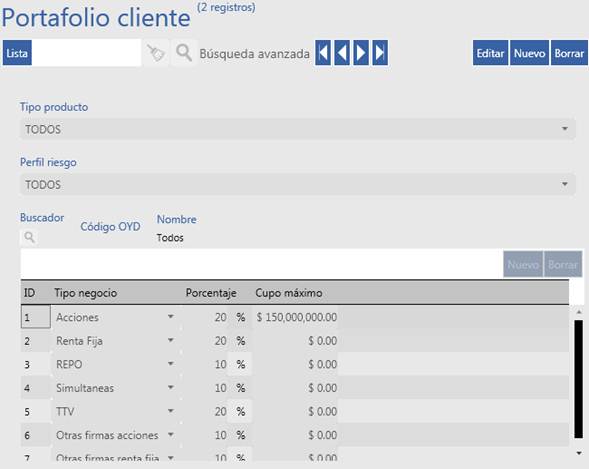 Portafolio cliente (2 registros)
Lista Búsqueda avanzada Editar Nuevo Borrar
Tipo producto
TODOS
Perfil riesgo
TODOS
Buscador Código OYD Nombre
Todos
Nuevo Borrar
ID Tipo negocio Porcentaje Cupo máximo
1 Acciones 20 % $ 150,000,000.00
2 Renta Fija 20 % $ 0.00
3 REPO 10 % $ 0.00
4 Simultaneas 10 % $ 0.00
5 TTV 20 % $ 0.00
6 Otras firmas acciones 10 % $ 0.00
7 Otras firmas renta fija 10 % $ 0.00